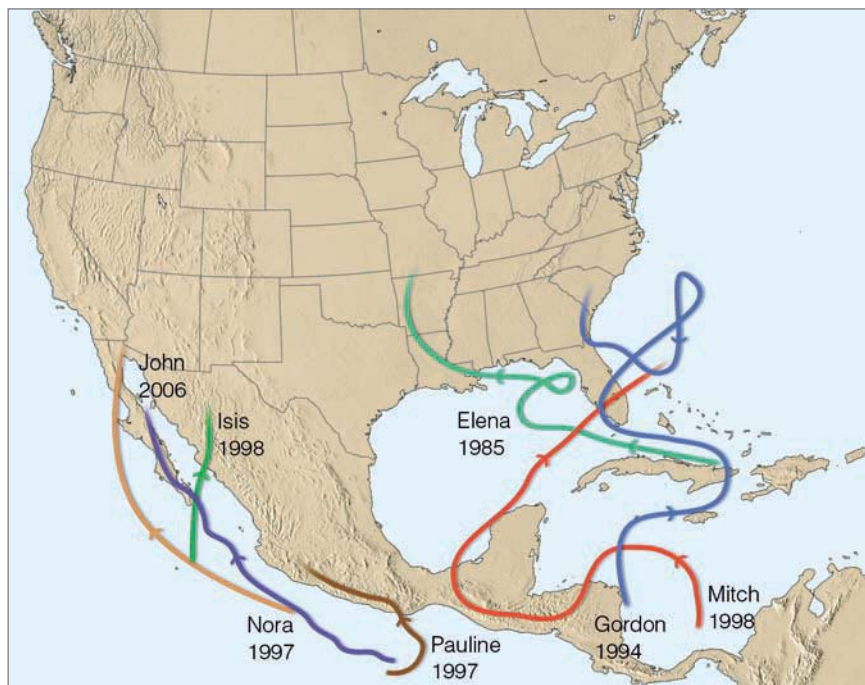 John
2006
Isis
1998
Elena
1985
Nora
1997
Pauline
1997
Gordon
1994
Mitch
1998